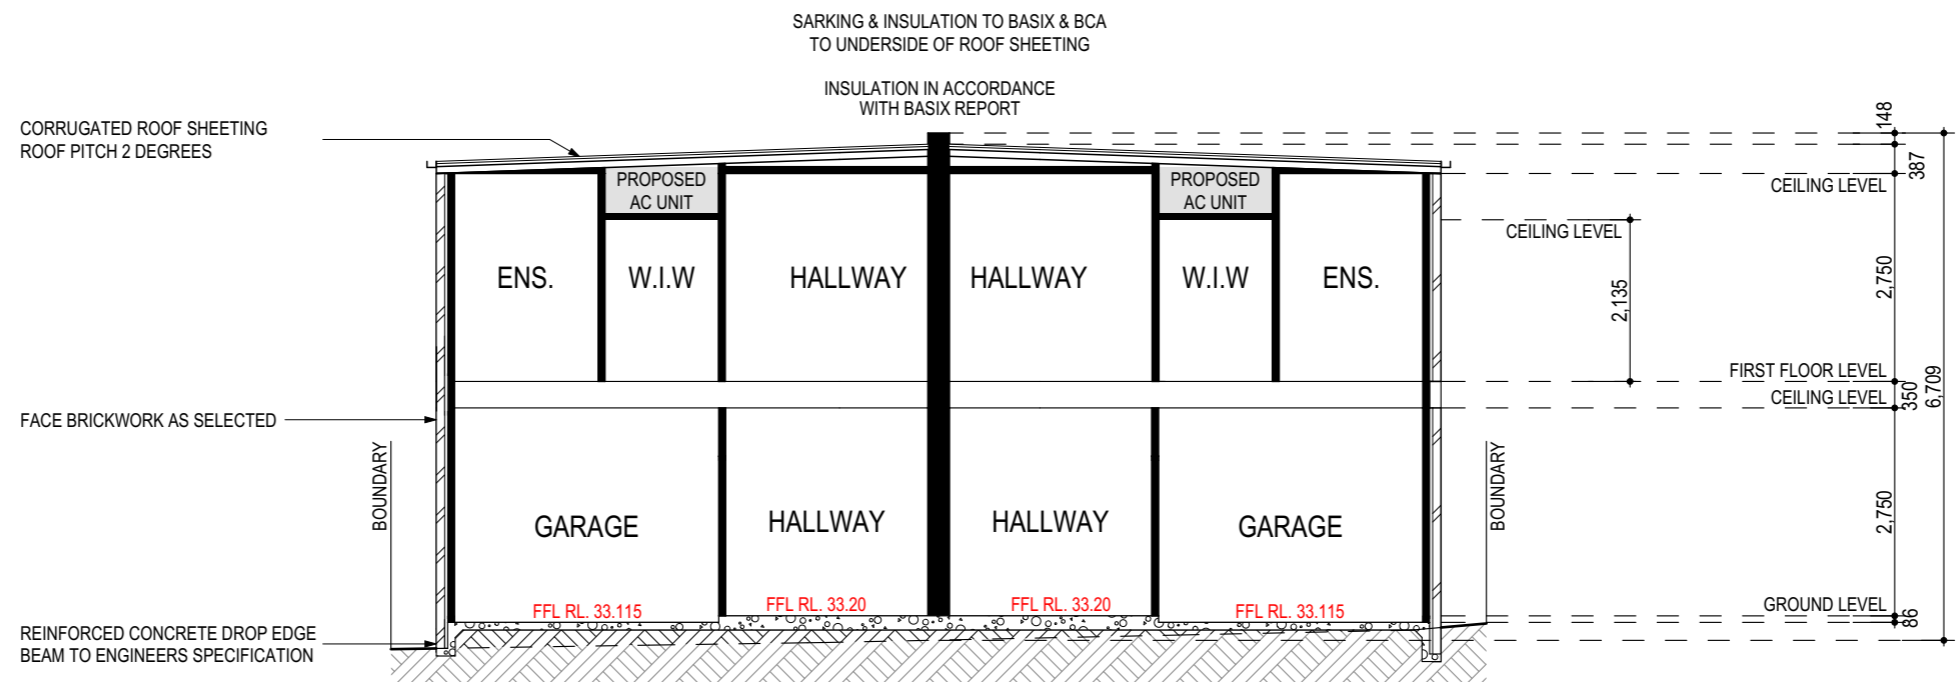 SARKING & INSULATION TO BASIX & BCA
TO UNDERSIDE OF ROOF SHEETING
INSULATION IN ACCORDANCE
WITH BASIX REPORT
CORRUGATED ROOF SHEETING
ROOF PITCH 2 DEGREES
148
387
PROPOSED
AC UNIT
PROPOSED
AC UNIT
CEILING LEVEL
CEILING LEVEL
ENS.
W.I.W
HALLWAY
HALLWAY
W.I.W
ENS.
2,135
2,750
FIRST FLOOR LEVEL
CEILING LEVEL
350
6,709
FACE BRICKWORK AS SELECTED
BOUNDARY
BOUNDARY
GARAGE
HALLWAY
HALLWAY
GARAGE
2,750
FFL RL. 33.115
FFL RL. 33.20
FFL RL. 33.20
FFL RL. 33.115
GROUND LEVEL
86
REINFORCED CONCRETE DROP EDGE
BEAM TO ENGINEERS SPECIFICATION